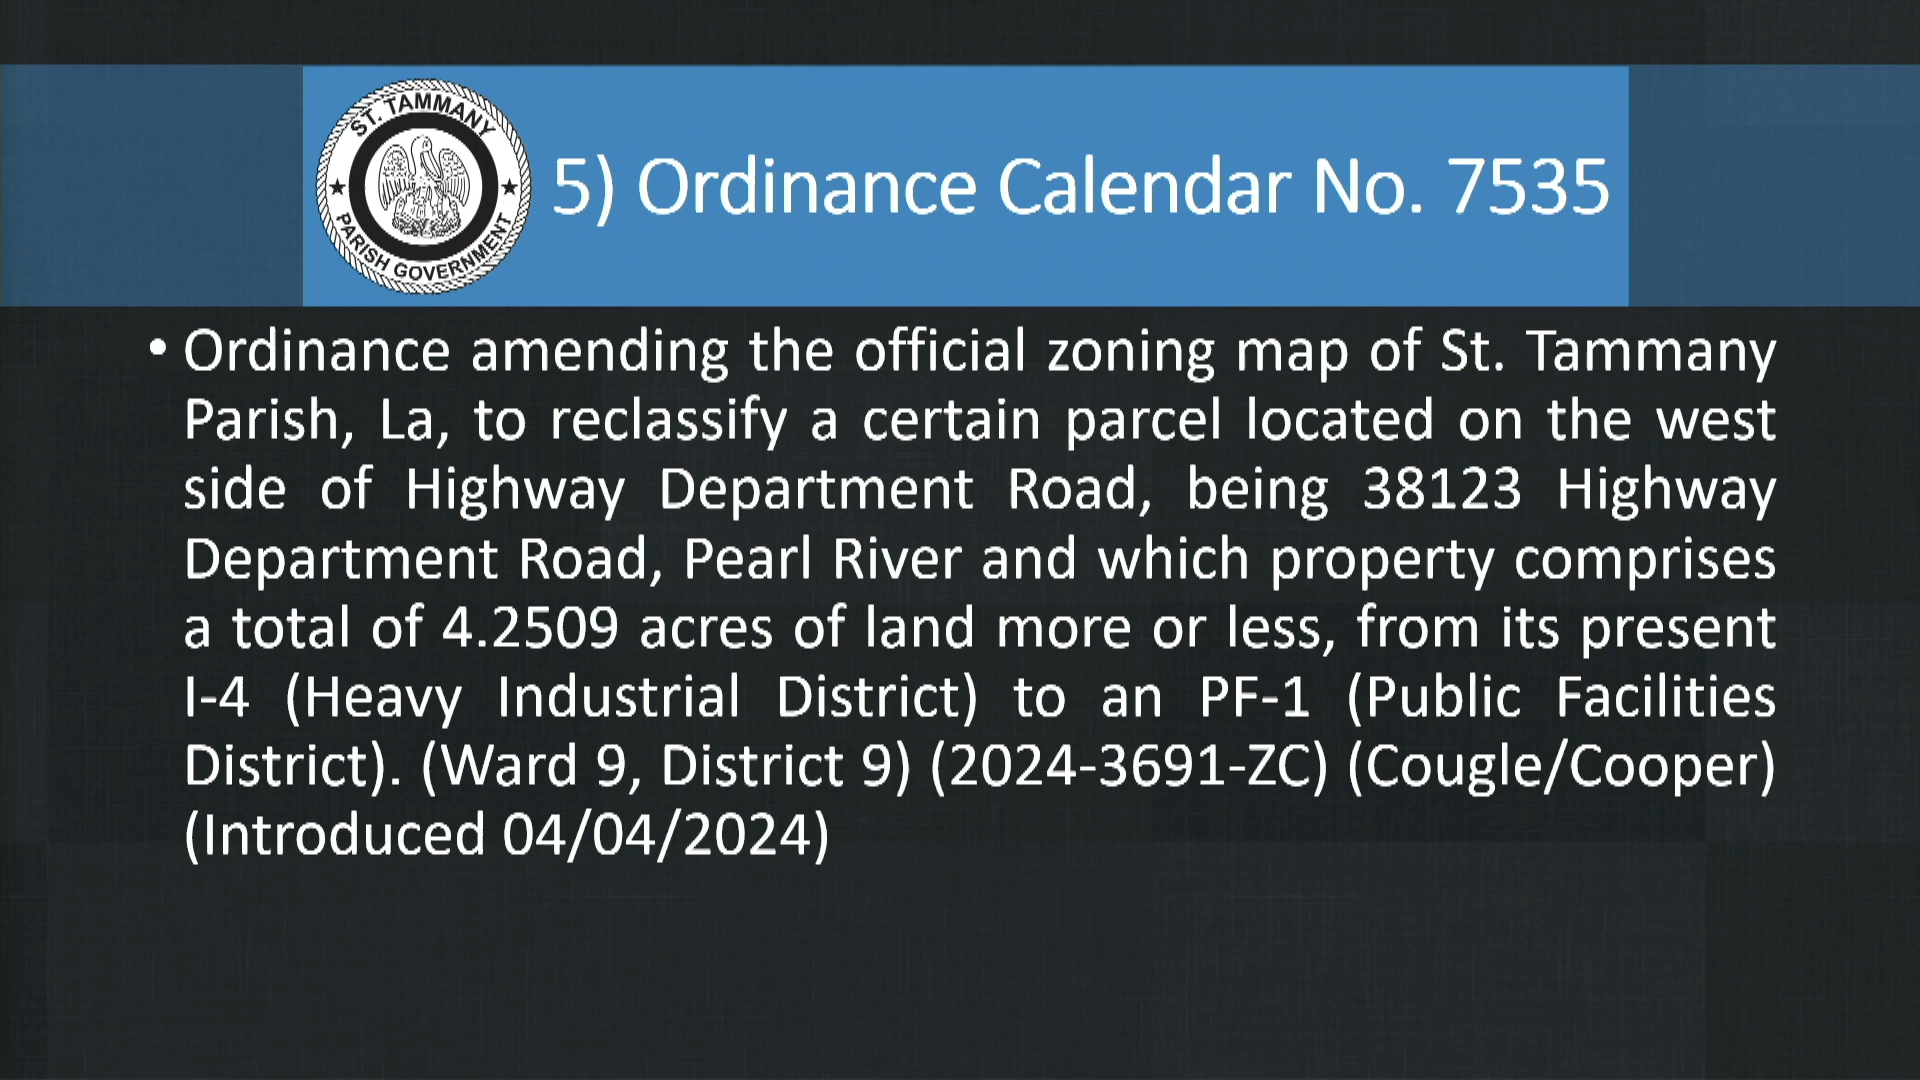 ST. TAMMANY
PARISH GOVERNMENT
5) Ordinance Calendar No. 7535
• Ordinance amending the official zoning map of St. Tammany
Parish, La, to reclassify a certain parcel located on the west
side of Highway Department Road, being 38123 Highway
Department Road, Pearl River and which property comprises
a total of 4.2509 acres of land more or less, from its present
I-4 (Heavy Industrial District) to an PF-1 (Public Facilities
District). (Ward 9, District 9) (2024-3691-ZC) (Cougle/Cooper)
(Introduced 04/04/2024)